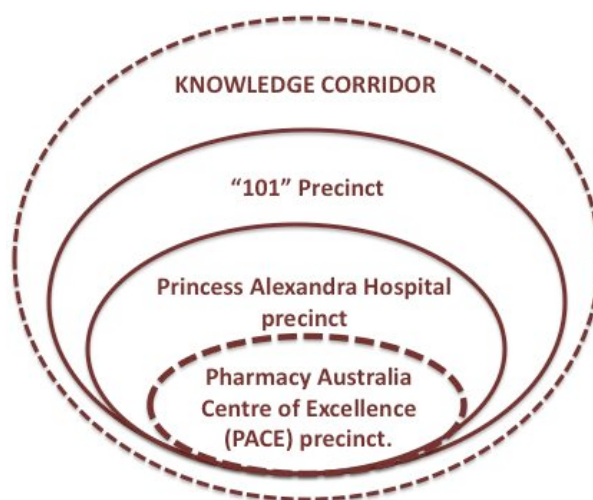 KNOWLEDGE CORRIDOR
“101” Precinct
Princess Alexandra Hospital
precinct
Pharmacy Australia
Centre of Excellence
(PACE) precinct.